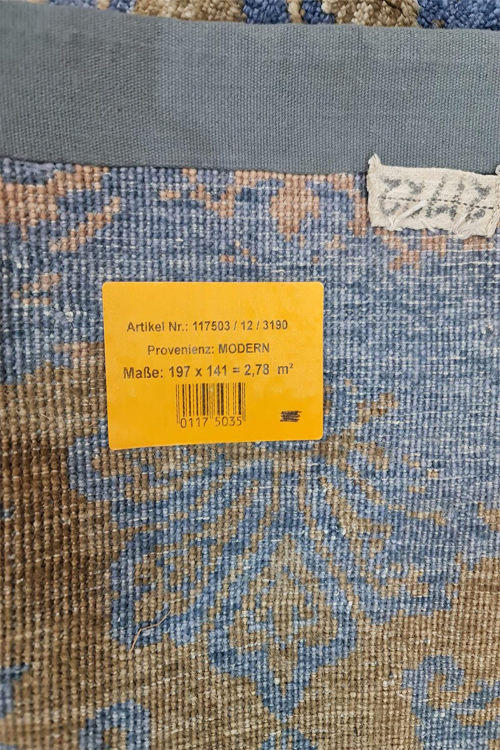 Artikel Nr.: 117503 / 12 / 3190
Provenienz: MODERN
Maße: 197 x 141 = 2,78 m²
0117 5035